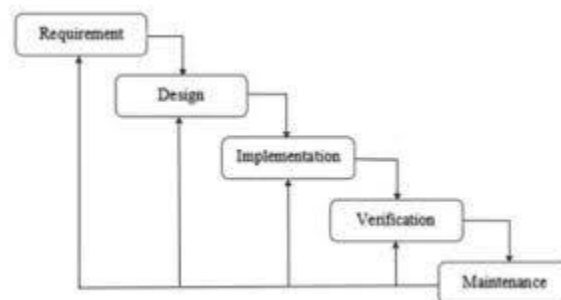 Requirement
Design
Implementation
Verification
Maintenance